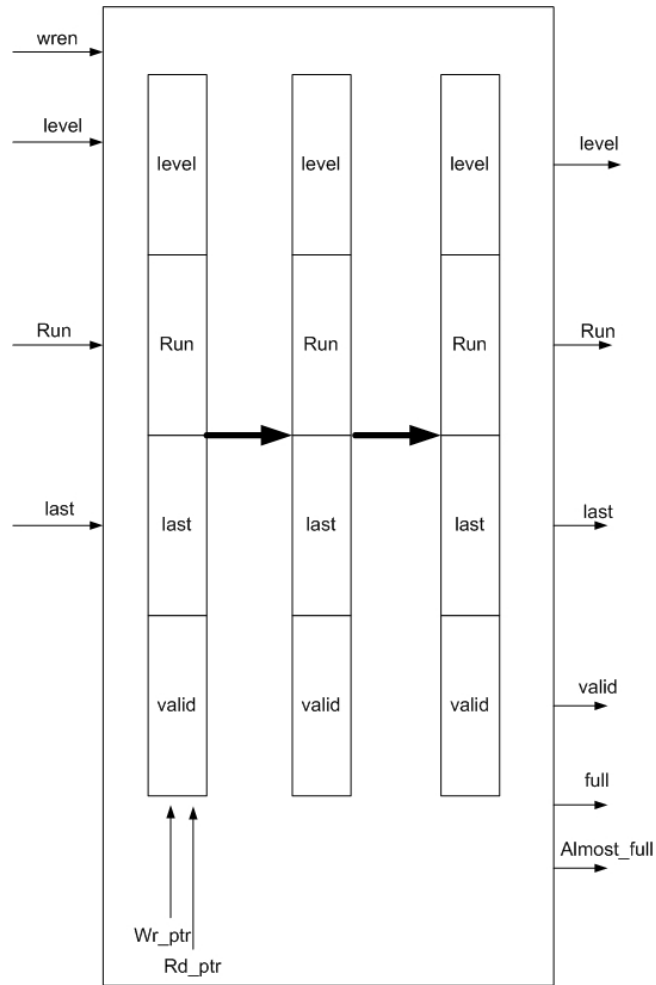 wren
level
Run
last
level
Run
last
valid
level
Run
last
valid
level
Run
last
valid
Wr_ptr
Rd_ptr
level
Run
last
valid
full
Almost_full